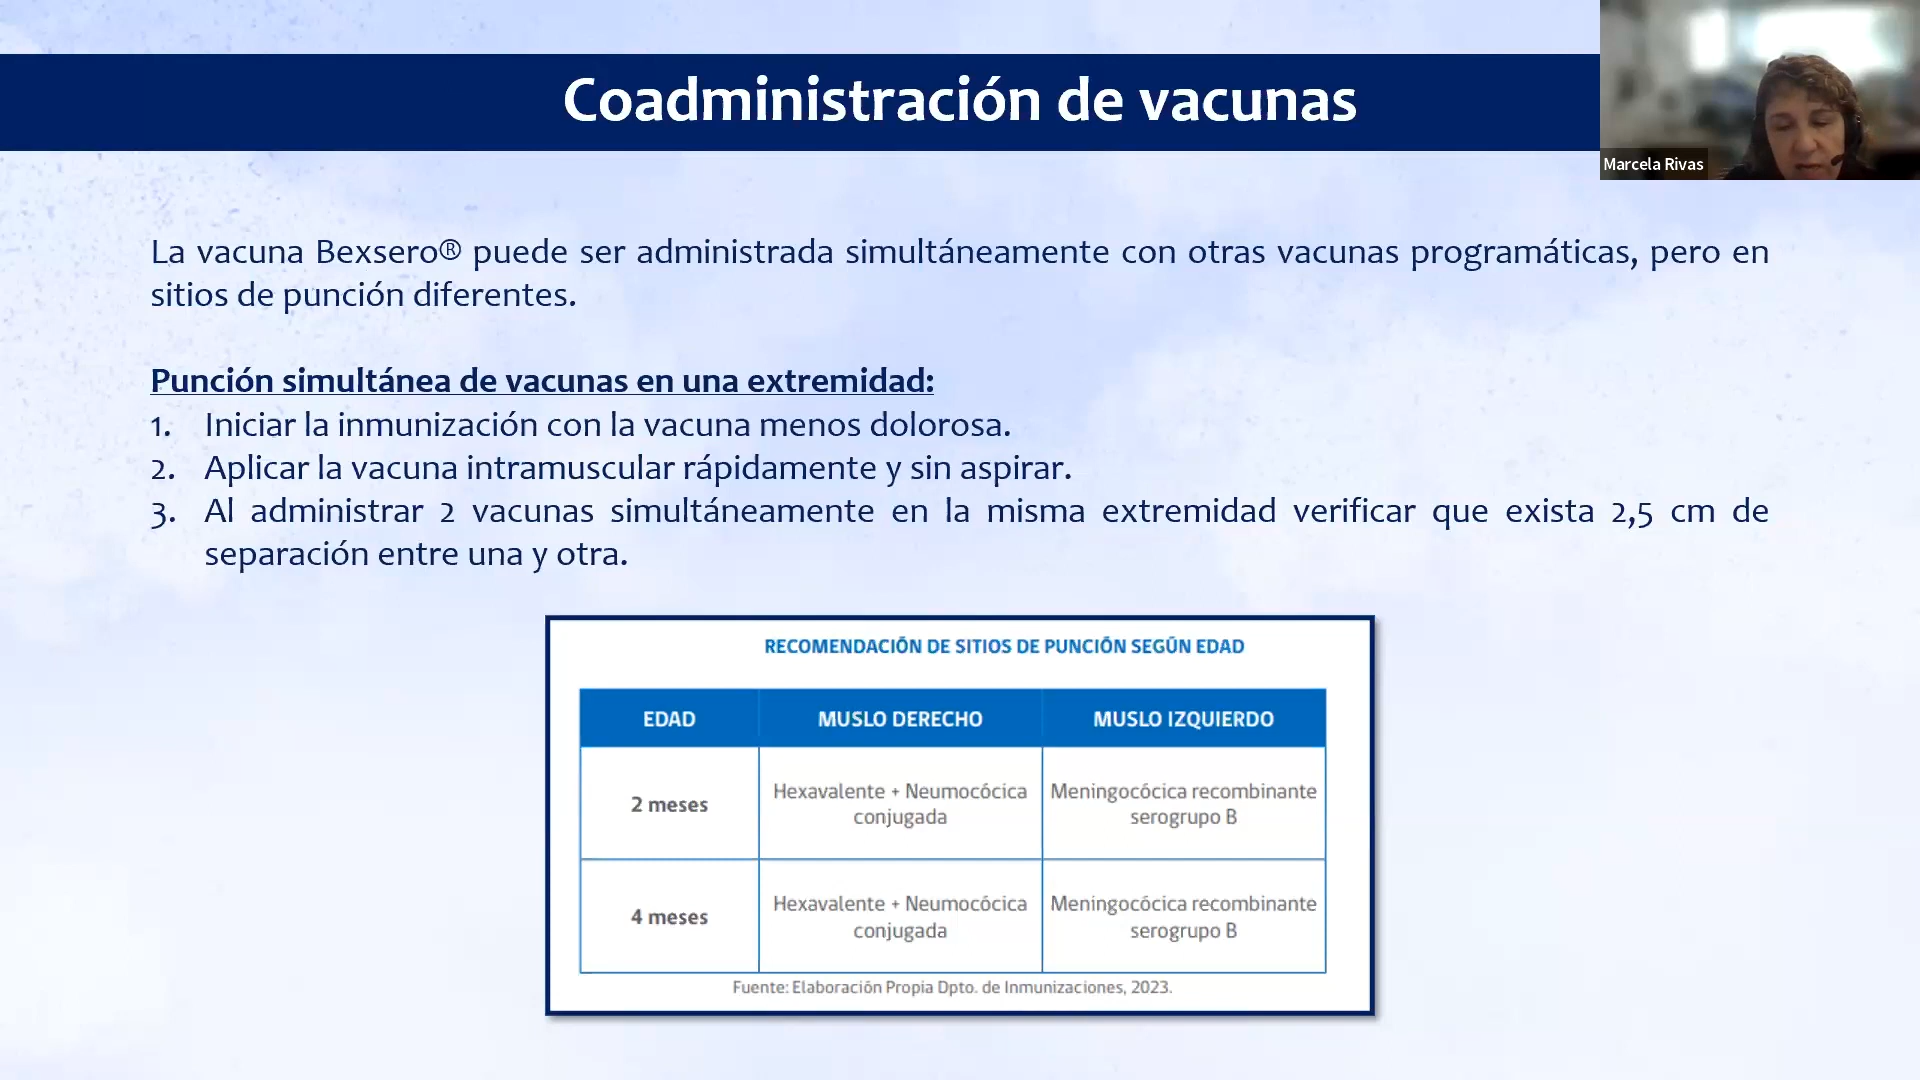 Coadministración de vacunas
Marcela Rivas
La vacuna Bexsero® puede ser administrada simultáneamente con otras vacunas programáticas, pero en
sitios de punción diferentes.
Punción simultánea de vacunas en una extremidad:
1. Iniciar la inmunización con la vacuna menos dolorosa.
2. Aplicar la vacuna intramuscular rápidamente y sin aspirar.
3. Al administrar 2 vacunas simultáneamente en la misma extremidad verificar que exista 2,5 cm de
separación entre una y otra.
RECOMENDACIÓN DE SITIOS DE PUNCIÓN SEGÚN EDAD
EDAD MUSLO DERECHO MUSLO IZQUIERDO
2 meses
Hexavalente + Neumocócica
conjugada
Meningocócica recombinante
serogrupo B
4 meses
Hexavalente + Neumocócica
conjugada
Meningocócica recombinante
serogrupo B
Fuente: Elaboración Propia Dpto. de Inmunizaciones, 2023.